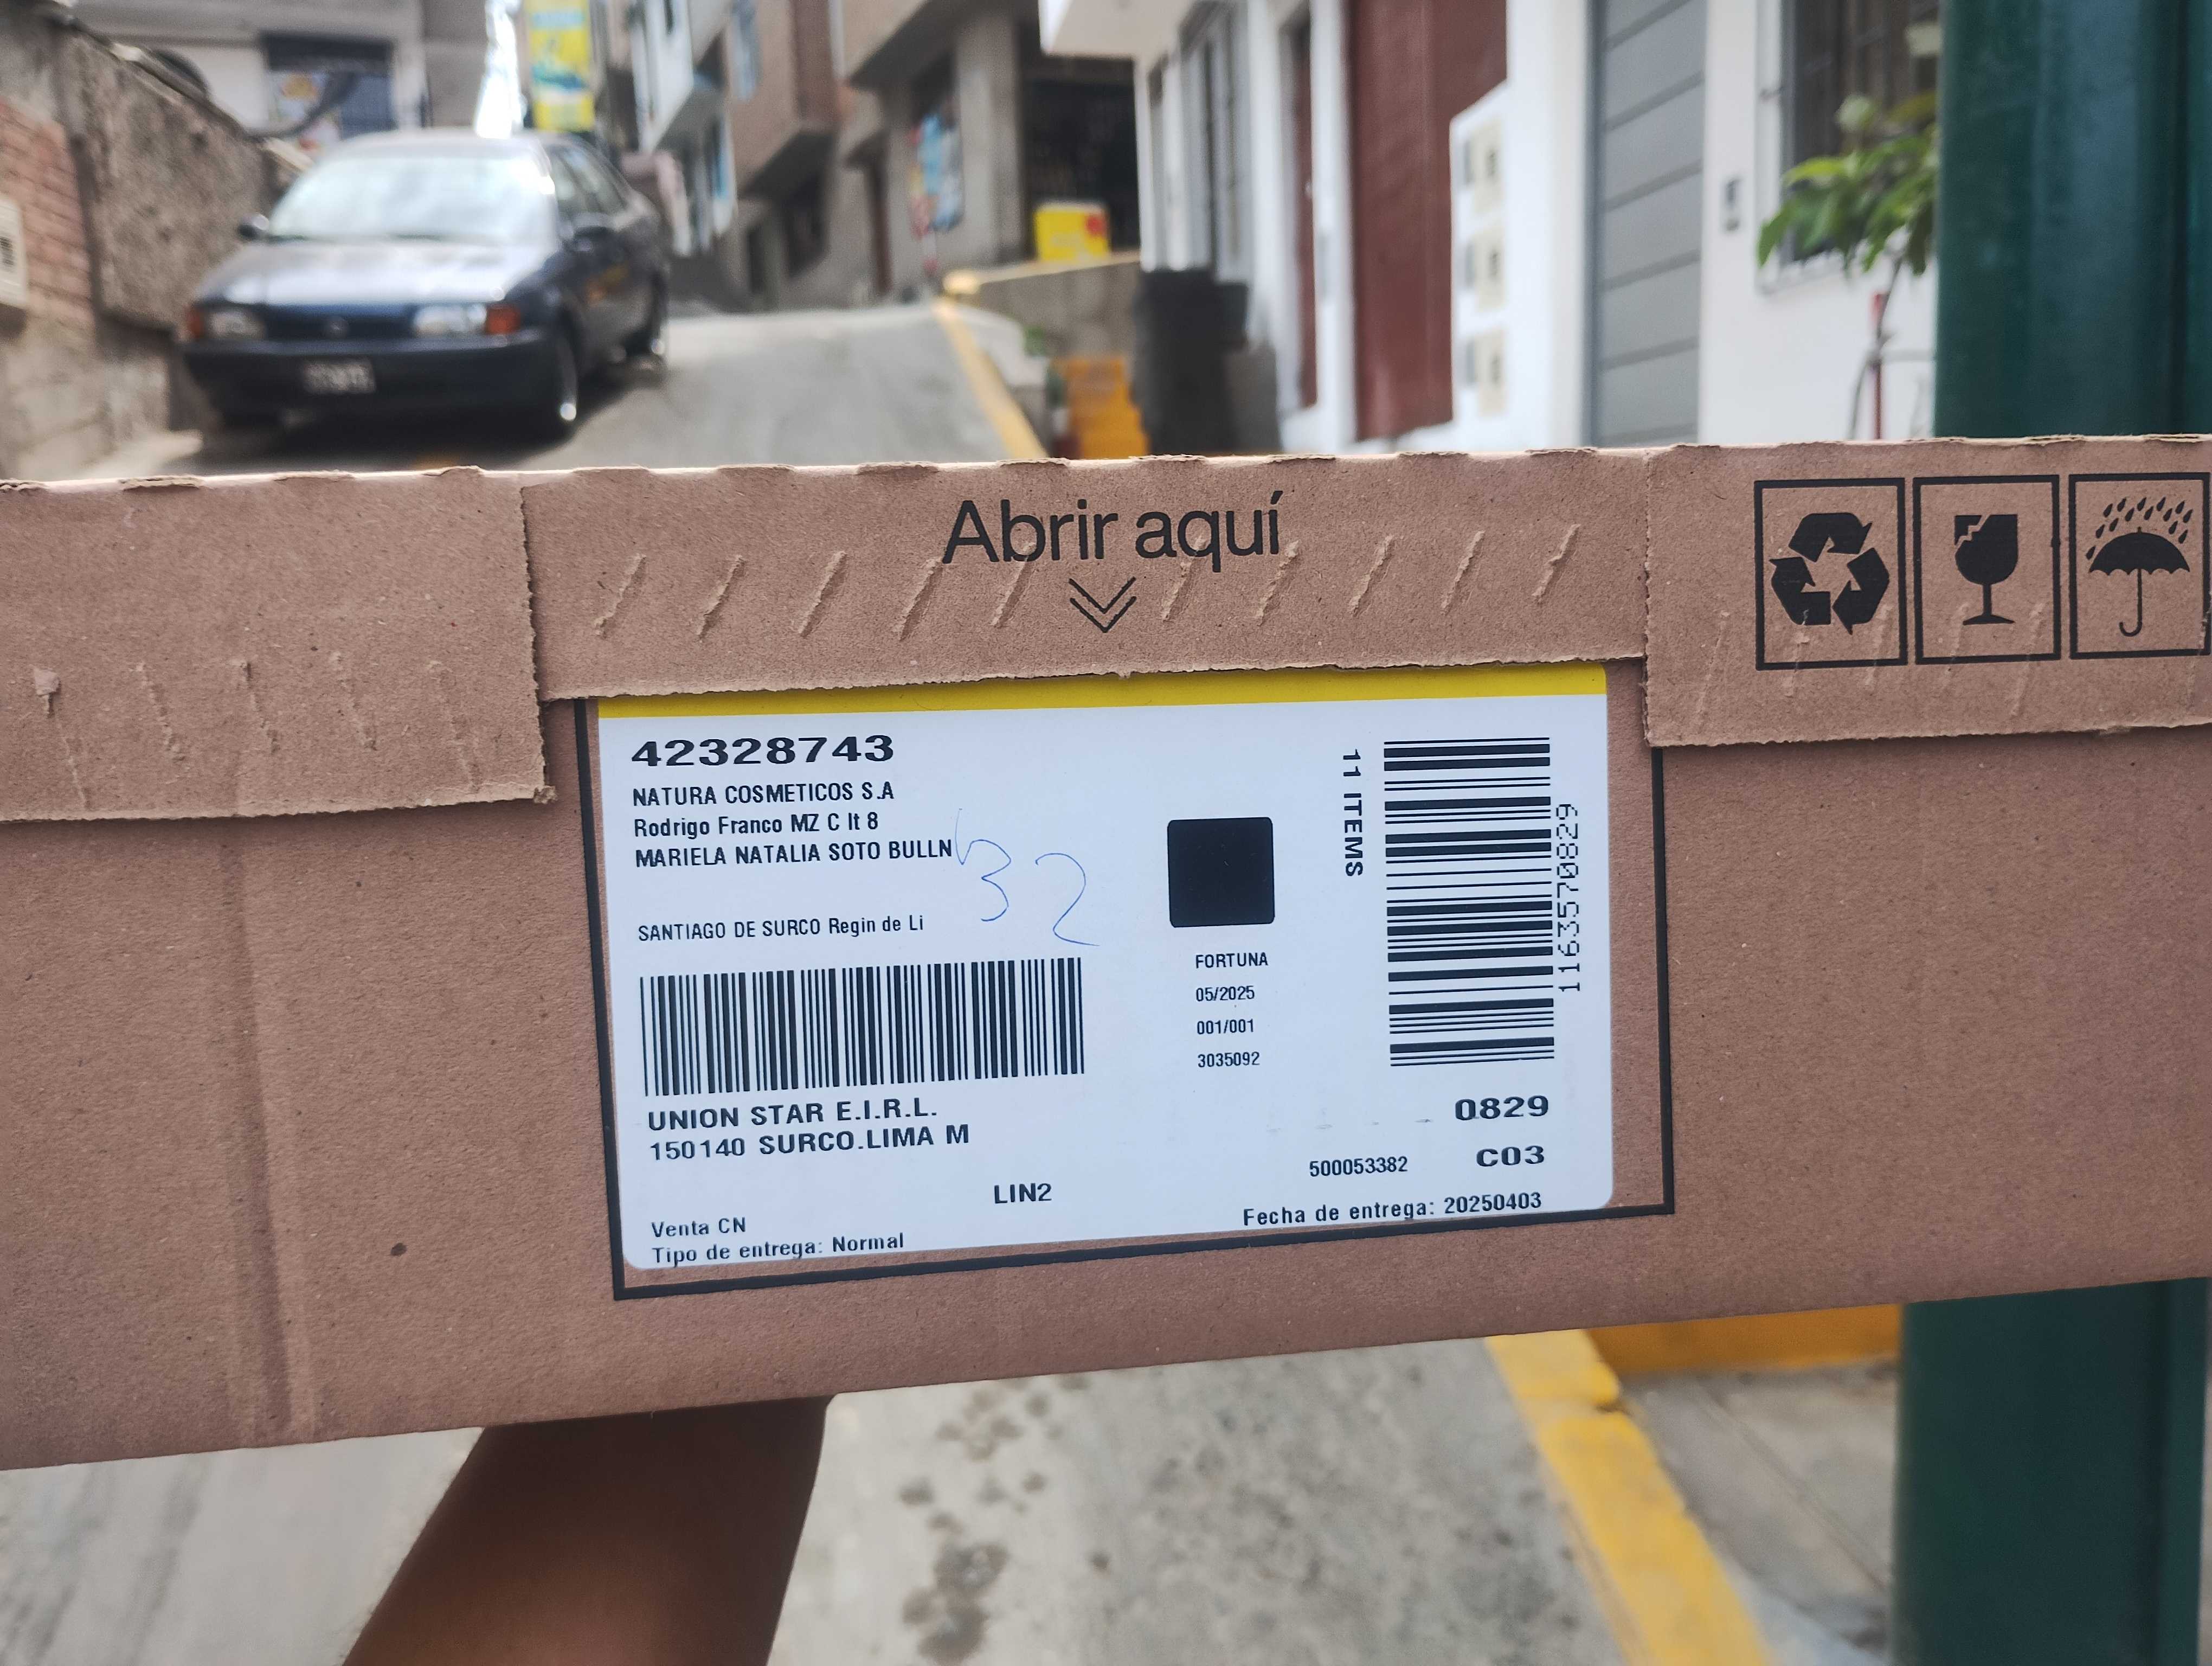 Abrir aquí
42328743
NATURA COSMETICOS S.A
Rodrigo Franco MZ C lt 8
MARIELA NATALIA SOTO BULLN
32
SANTIAGO DE SURCO Regin de Li
UNION STAR E.I.R.L.
150140 SURCO.LIMA M
LIN2
Venta CN
Tipo de entrega: Normal
FORTUNA
05/2025
001/001
3035092
11 ITEMS
1163570829
0829
C03
500053382
Fecha de entrega: 20250403